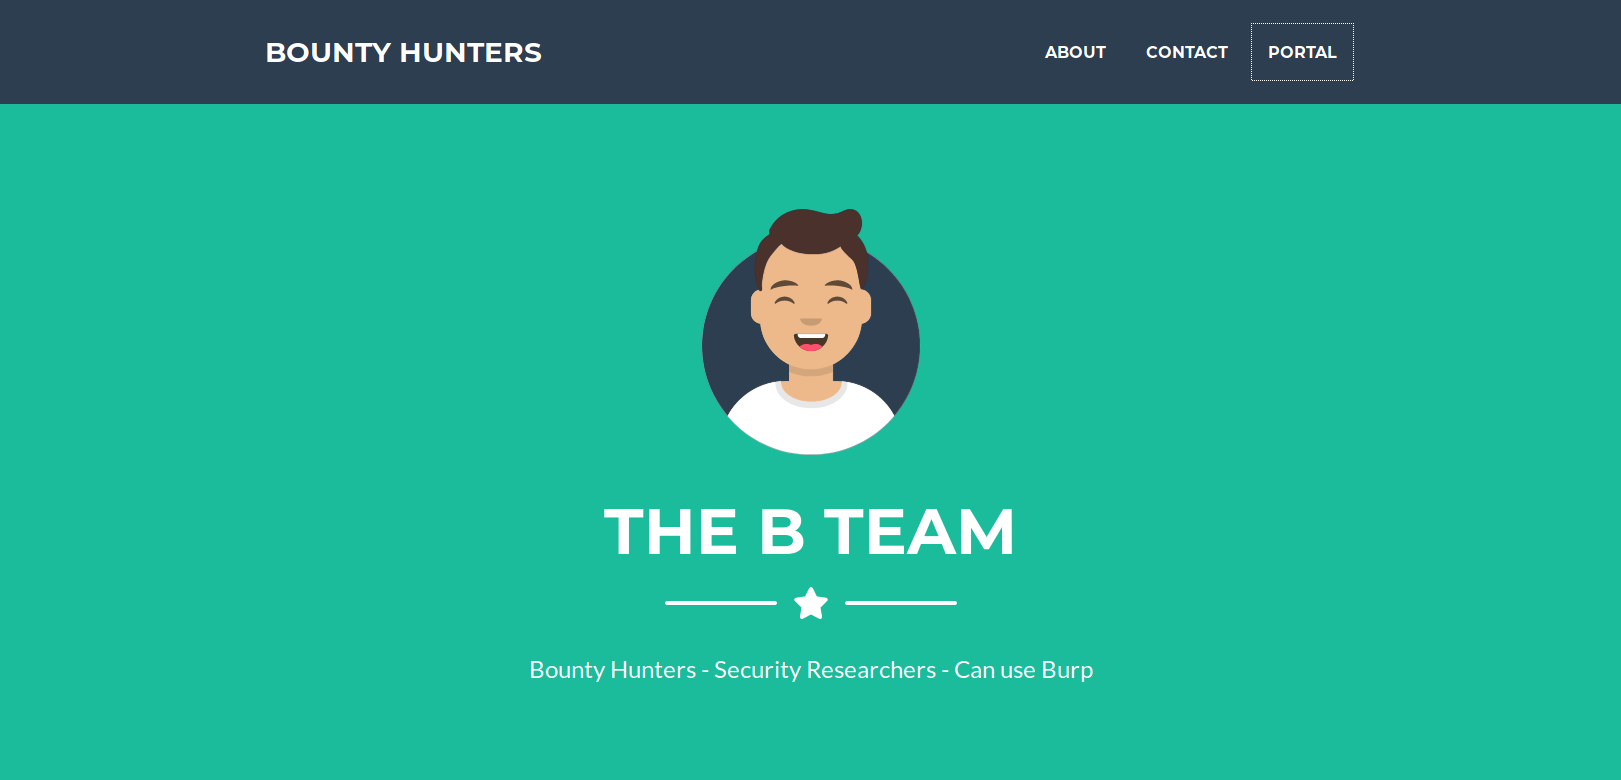 BOUNTY HUNTERS
ABOUT CONTACT PORTAL
THE B TEAM
Bounty Hunters - Security Researchers - Can use Burp